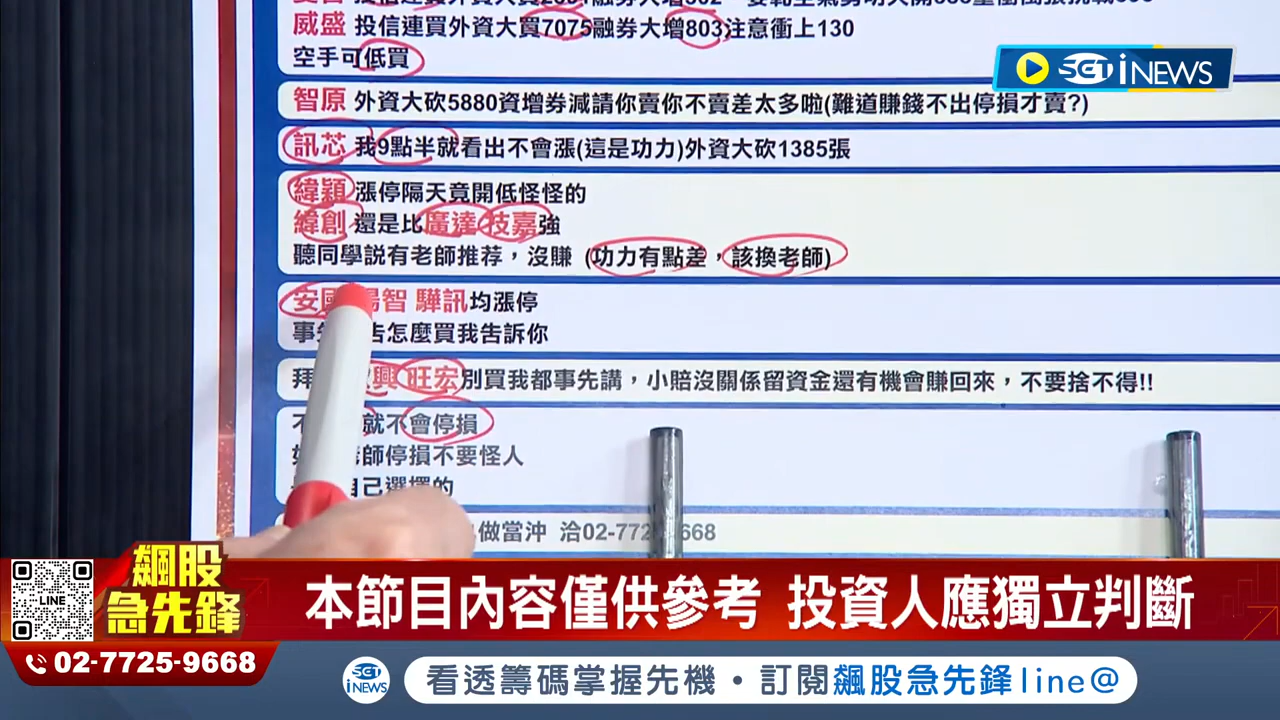 威盛 投信連買外資大買7075融券大增803注意衝上130
空手可低買
智原 外資大砍5880資增券減請你賣你不賣差太多啦(難道賺錢不出停損才賣?)
訊芯 我9點半就看出不會漲(這是功力)外資大砍1385張
緯穎 漲停隔天竟開低怪怪的
緯創 還是比廣達 技嘉強
聽同學説有老師推荐，沒賺 (功力有點差，該換老師)
安國 智 驊訊均漲停
事 告怎麼買我告訴你
拜 興 旺宏別買我都事先講，小賠沒關係留資金還有機會賺回來，不要捨不得!!
不 就不會停損
師停損不要怪人
自己選擇的
做當沖 洽02-772 668
SET iNEWS
飆股急先鋒
LINE
本節目內容僅供參考 投資人應獨立判斷
02-7725-9668
SET iNEWS
看透籌碼掌握先機・訂閱飆股急先鋒line@